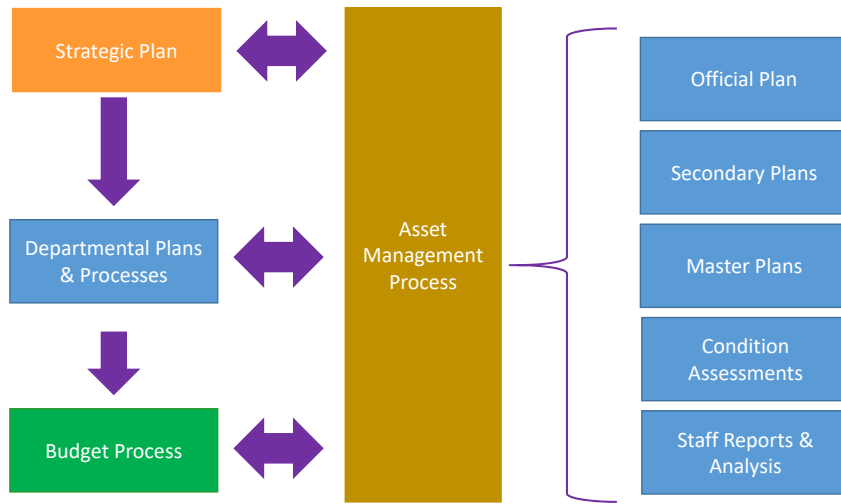 Strategic Plan
Departmental Plans
& Processes
Budget Process
Asset
Management
Process
Official Plan
Secondary Plans
Master Plans
Condition
Assessments
Staff Reports &
Analysis